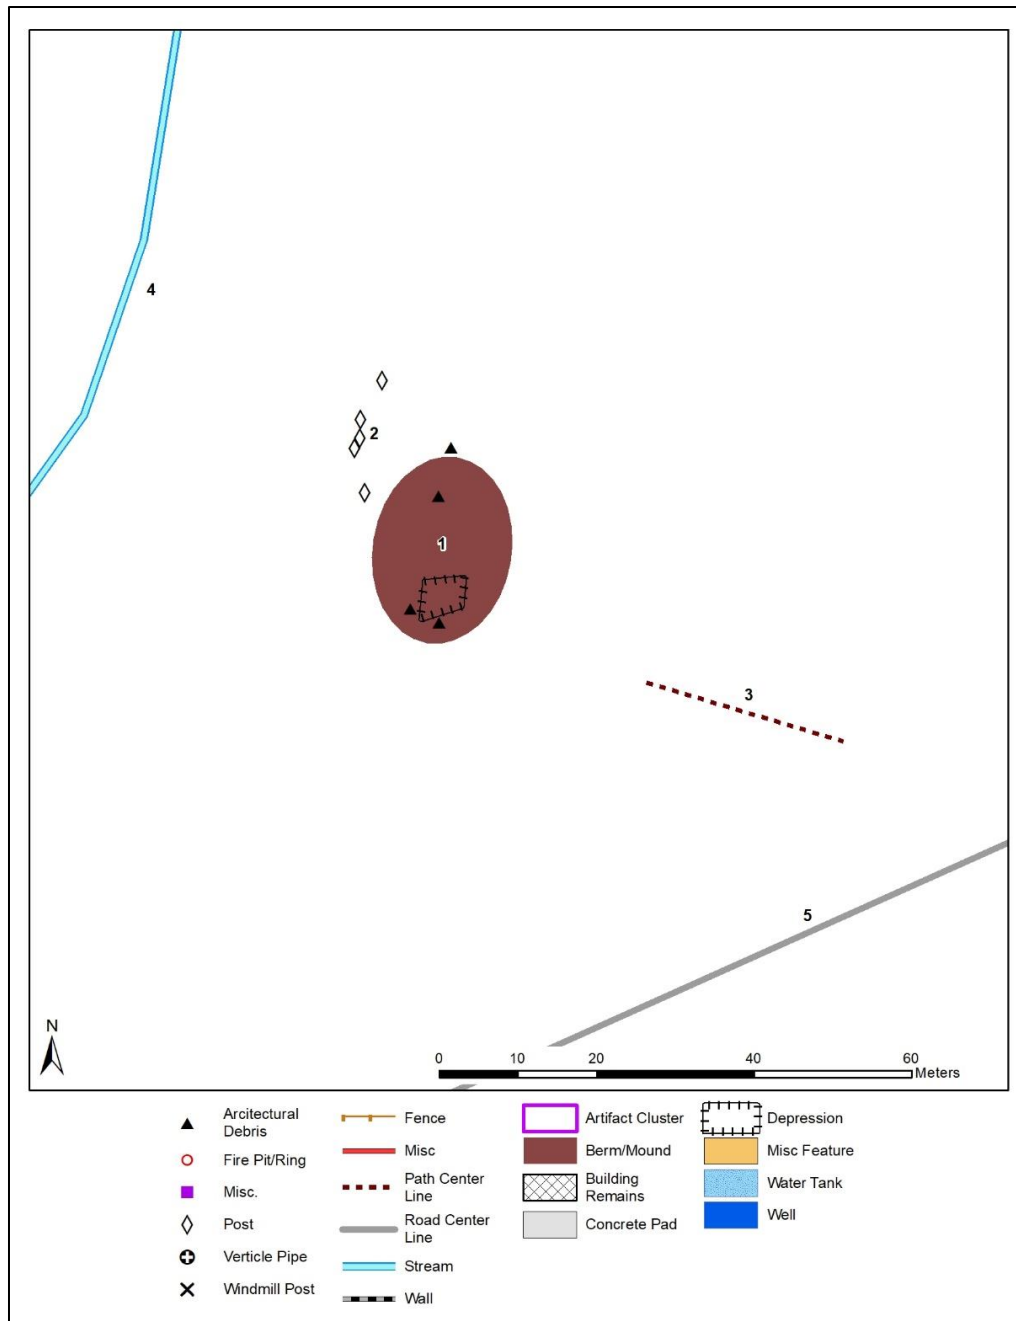 4
2
1
3
5
N
0 10 20 40 60
Meters
Arcitectural
Debris
Fire Pit/Ring
Misc.
Post
Verticle Pipe
Windmill Post
Fence
Misc
Path Center
Line
Road Center
Line
Stream
Wall
Artifact Cluster
Berm/Mound
Building
Remains
Concrete Pad
Depression
Misc Feature
Water Tank
Well